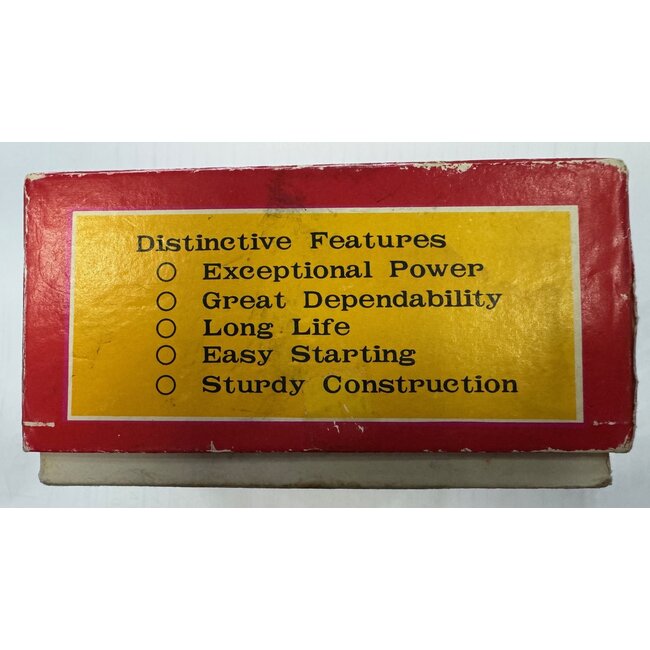 Distinctive Features
○ Exceptional Power
○ Great Dependability
○ Long Life
○ Easy Starting
○ Sturdy Construction